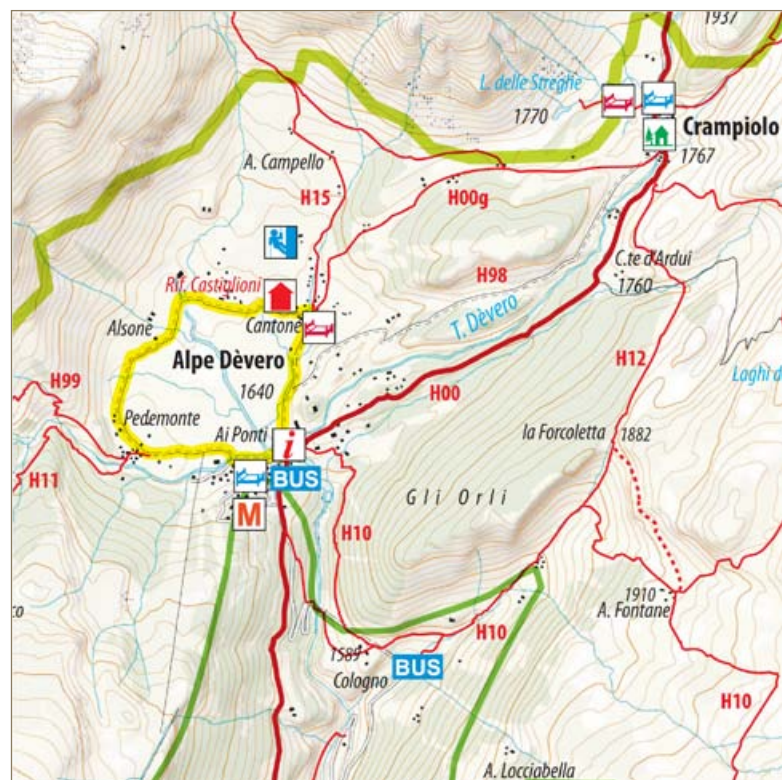 1937
L. delle Streghe
1770
Crampiolo
1767
A. Campello
H15
H00g
Rif. Castiglioni
H98
C.te d'Ardui
1760
T. Dèvero
Alsone
Cantone
Alpe Dèvero
1640
H12
Laghi d
H99
H00
Pedemonte
Ai Ponti
i
la Forcoletta 1882
H11
BUS
Gli Orli
M
H10
1910
A. Fontane
co
H10
1589
BUS
Cologno
H10
A. Locciabella